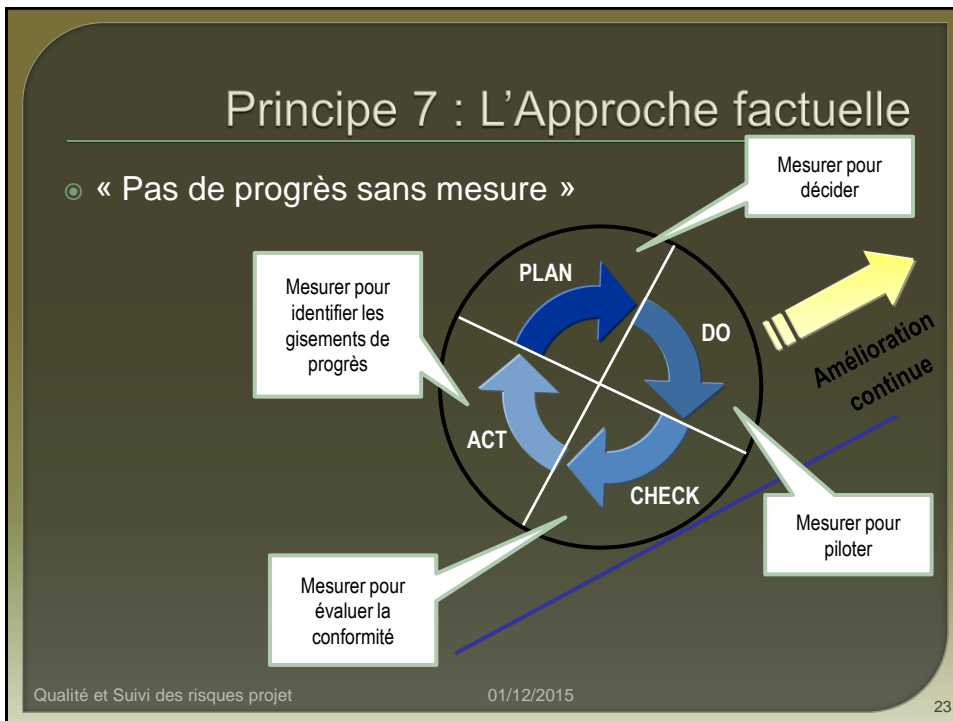 Principe 7 : L'Approche factuelle
« Pas de progrès sans mesure »
Mesurer pour
décider
Mesurer pour
identifier les
gisements de
progrès
PLAN
DO
ACT
CHECK
Amélioration
continue
Mesurer pour
piloter
Mesurer pour
évaluer la
conformité
Qualité et Suivi des risques projet
01/12/2015
23